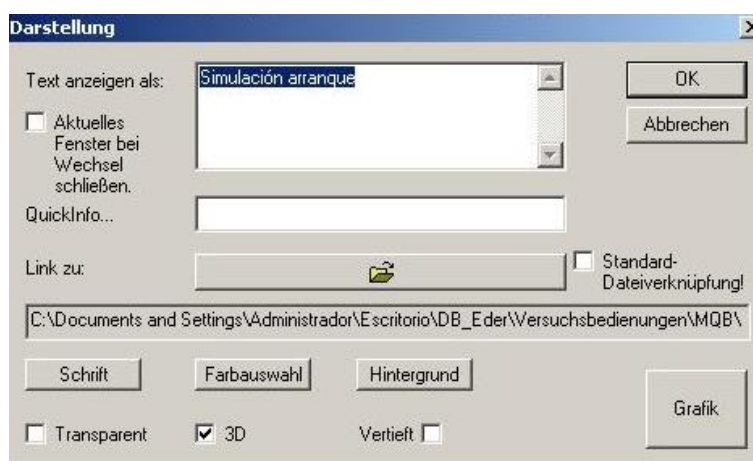 Darstellung
Text anzeigen als:
Simulación arranque
OK
Aktuelles
Fenster bei
Wechsel
schließen.
Abbrechen
QuickInfo...
Link zu:
Standard-
Dateiverknüpfung!
C:\Documents and Settings\Administrador\Escritorio\DB_Eder\Versuchsbedienungen\MQB\
Schrift
Farbauswahl
Hintergrund
Grafik
Transparent
3D
Vertieft